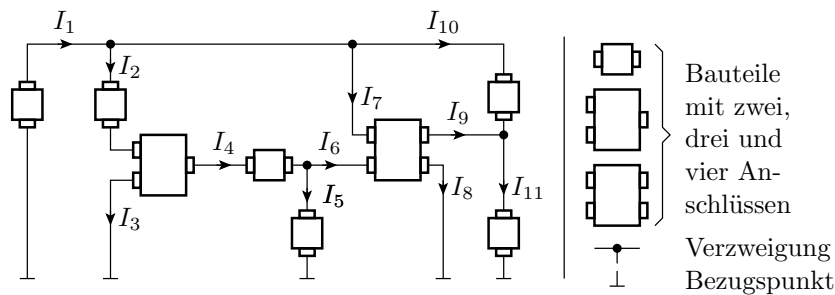 I1
I10
I2
I7
I9
I4
I6
I3
I5
I8
I11
Bauteile
mit zwei,
drei und
vier An-
schlüssen
Verzweigung
Bezugspunkt